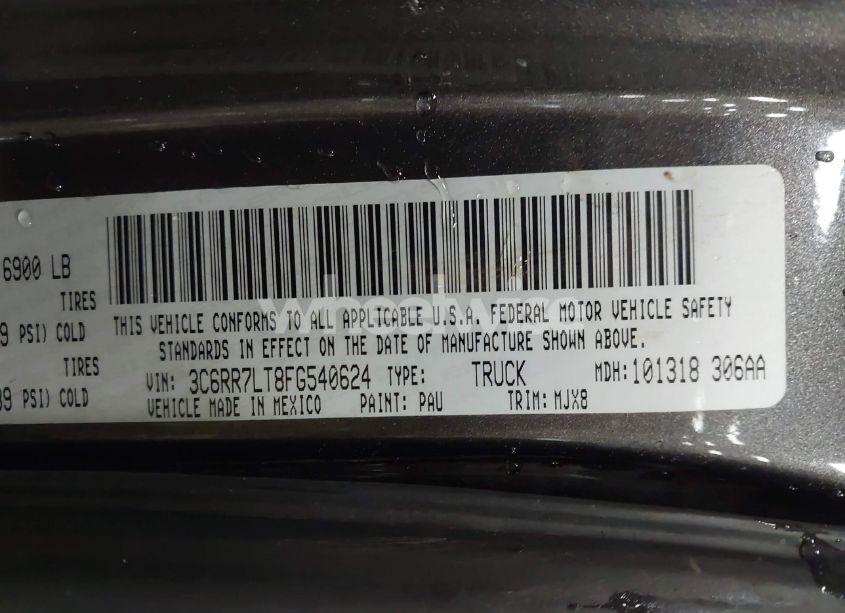 6900 LB
TIRES
9 PSI) COLD
TIRES
39 PSI) COLD
THIS VEHICLE CONFORMS TO ALL APPLICABLE U.S.A. FEDERAL MOTOR VEHICLE SAFETY
STANDARDS IN EFFECT ON THE DATE OF MANUFACTURE SHOWN ABOVE.
VIN: 3C6RR7LT8FG540624 TYPE: TRUCK MDH:101318 306AA
VEHICLE MADE IN MEXICO PAINT: PAU TRIM: MJX8